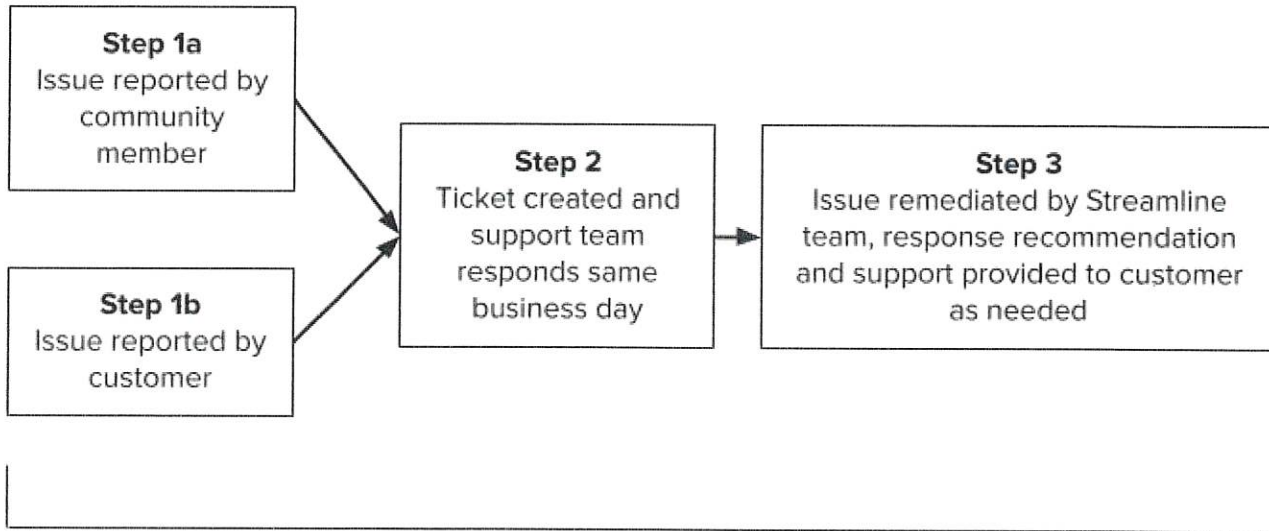 Step 1a
Issue reported by
community
member
Step 1b
Issue reported by
customer
Step 2
Ticket created and
support team
responds same
business day
Step 3
Issue remediated by Streamline
team, response recommendation
and support provided to customer
as needed